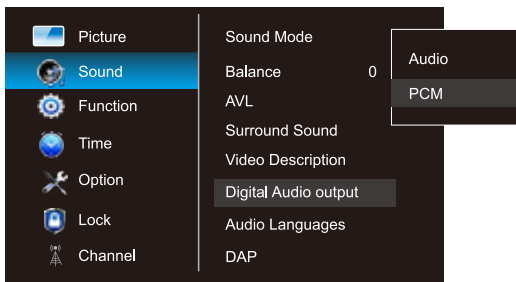 Picture
Sound
Function
Time
Option
Lock
Channel
Sound Mode
Balance 0
AVL
Surround Sound
Video Description
Digital Audio output
Audio Languages
DAP
Audio
PCM